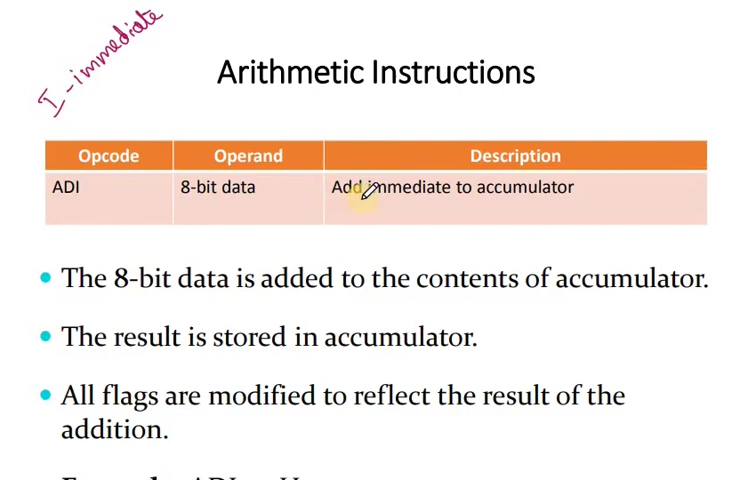 I - immediate
Arithmetic Instructions
Opcode Operand Description
ADI 8-bit data Add immediate to accumulator
• The 8-bit data is added to the contents of accumulator.
• The result is stored in accumulator.
• All flags are modified to reflect the result of the
addition.